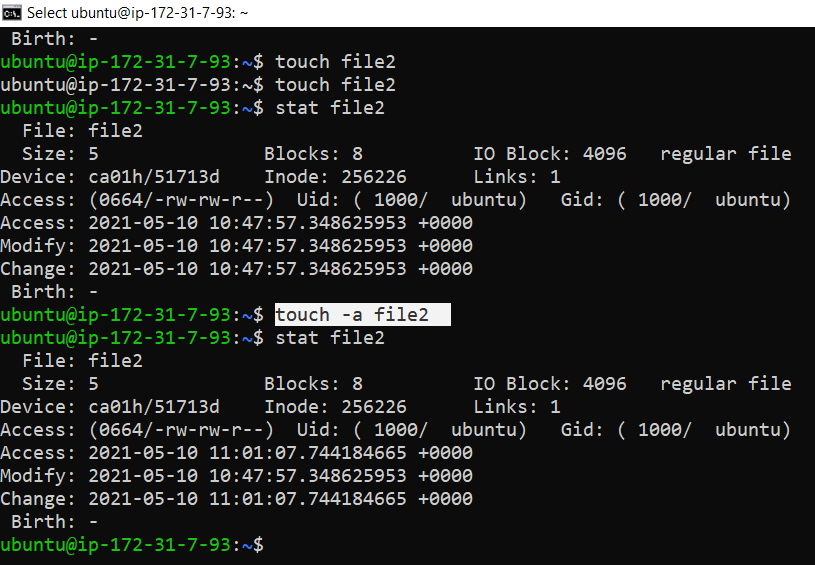 Select ubuntu@ip-172-31-7-93: ~
 Birth: -
ubuntu@ip-172-31-7-93:~$ touch file2
ubuntu@ip-172-31-7-93:~$ touch file2
ubuntu@ip-172-31-7-93:~$ stat file2
  File: file2
  Size: 5               Blocks: 8          IO Block: 4096   regular file
Device: ca01h/51713d    Inode: 256226      Links: 1
Access: (0664/-rw-rw-r--)  Uid: ( 1000/  ubuntu)   Gid: ( 1000/  ubuntu)
Access: 2021-05-10 10:47:57.348625953 +0000
Modify: 2021-05-10 10:47:57.348625953 +0000
Change: 2021-05-10 10:47:57.348625953 +0000
 Birth: -
ubuntu@ip-172-31-7-93:~$ touch -a file2
ubuntu@ip-172-31-7-93:~$ stat file2
  File: file2
  Size: 5               Blocks: 8          IO Block: 4096   regular file
Device: ca01h/51713d    Inode: 256226      Links: 1
Access: (0664/-rw-rw-r--)  Uid: ( 1000/  ubuntu)   Gid: ( 1000/  ubuntu)
Access: 2021-05-10 11:01:07.744184665 +0000
Modify: 2021-05-10 10:47:57.348625953 +0000
Change: 2021-05-10 11:01:07.744184665 +0000
 Birth: -
ubuntu@ip-172-31-7-93:~$